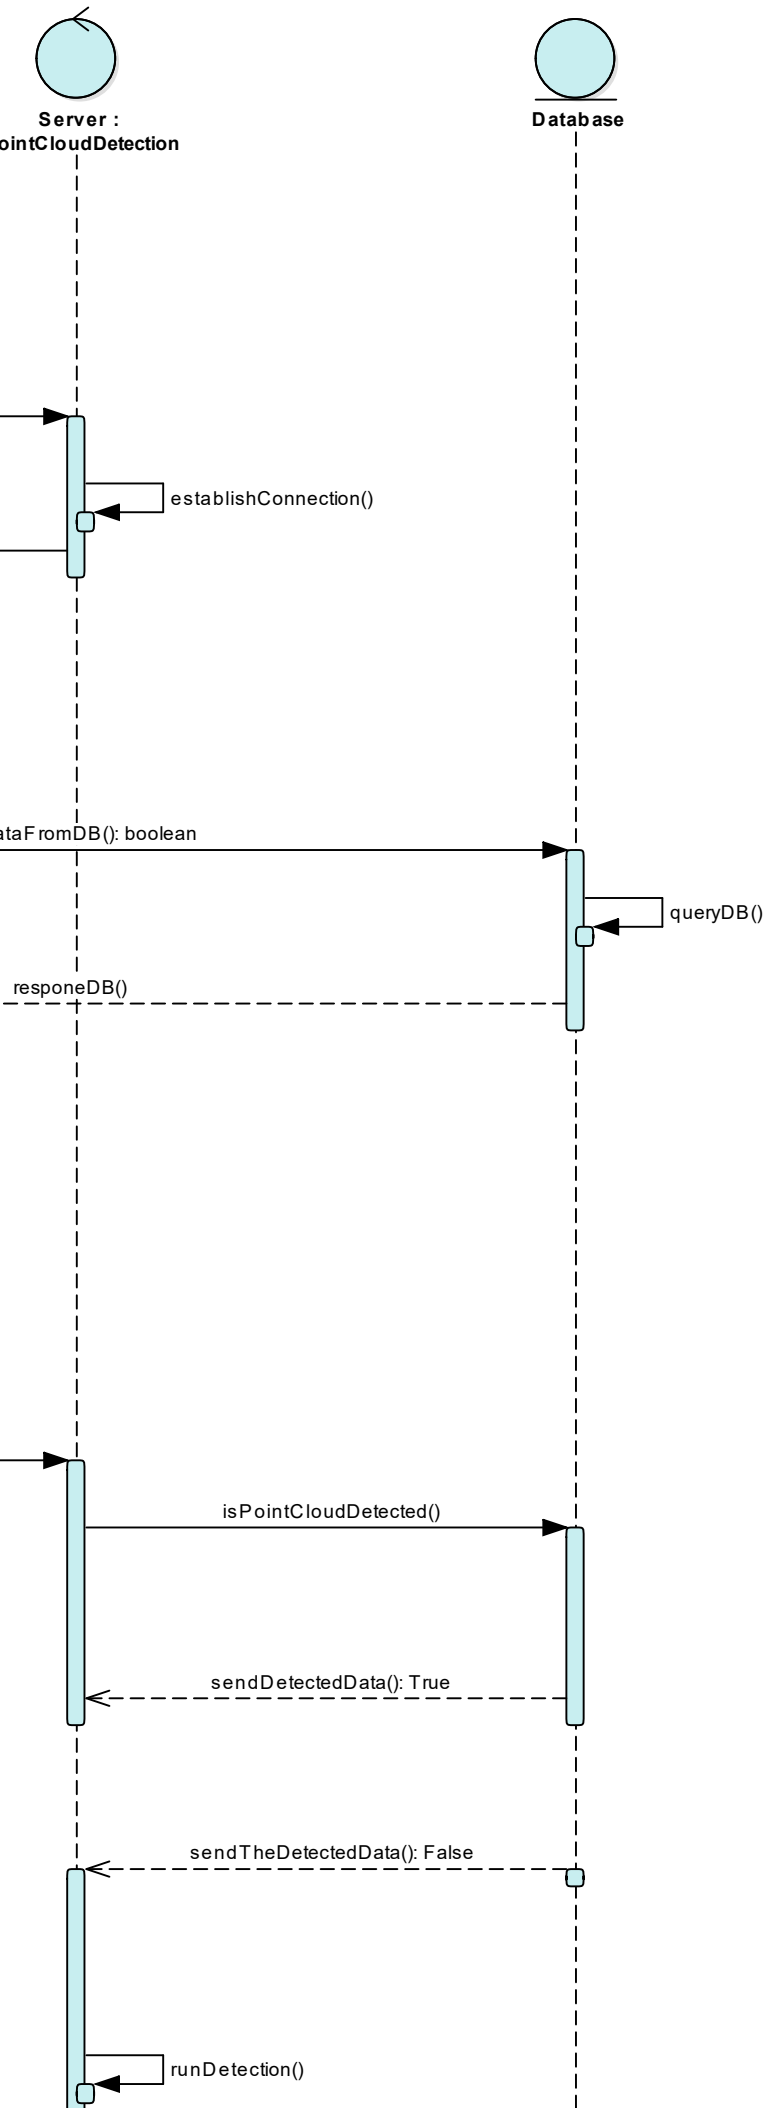 Server :
ointCloudDetection
Database
establishConnection()
ataFromDB(): boolean
queryDB()
responeDB()
isPointCloudDetected()
sendDetectedData(): True
sendTheDetectedData(): False
runDetection()